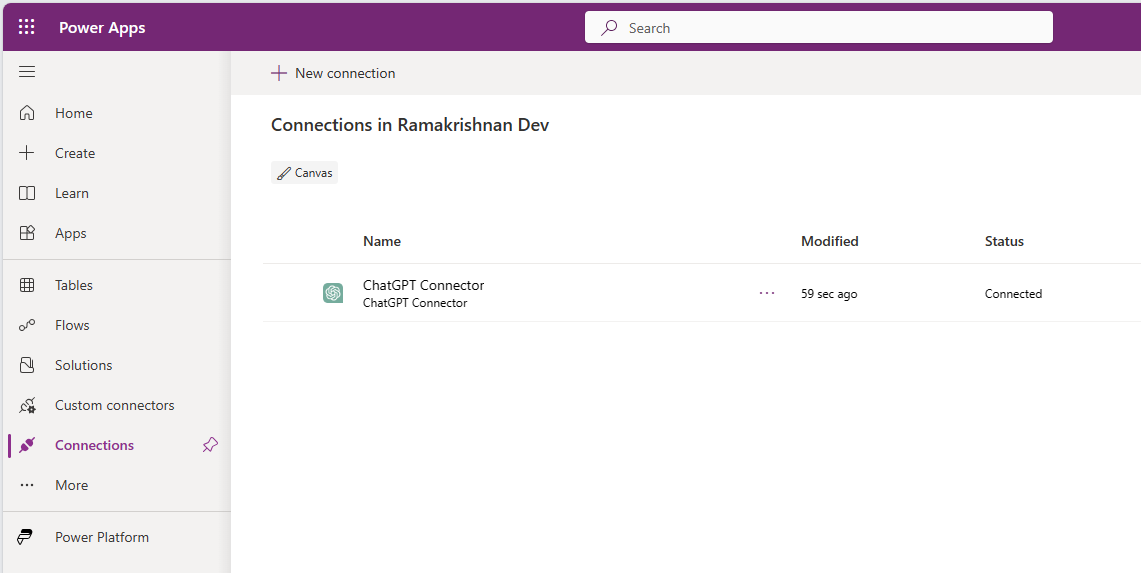 Power Apps
Search
New connection
Home
Create
Learn
Apps
Tables
Flows
Solutions
Custom connectors
Connections
More
Power Platform
Connections in Ramakrishnan Dev
Canvas
Name Modified Status
ChatGPT Connector
ChatGPT Connector
59 sec ago
Connected